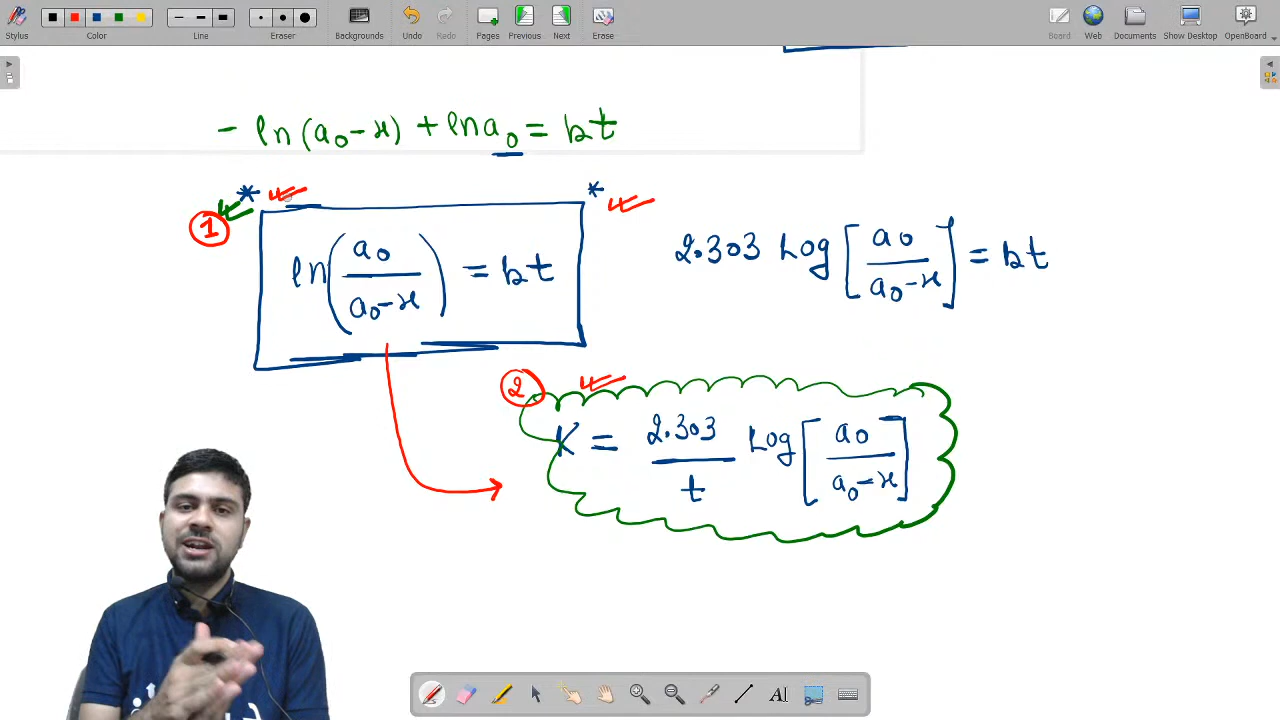 Stylus
Color
Line
Eraser
Backgrounds
Undo
Redo
Pages
Previous
Next
Erase
Board
Web
Documents
Show Desktop
OpenBoard
- ln(a₀-x) + ln a₀ = kt
* *
1
ln(a₀/(a₀-x)) = kt
2.303 Log[a₀/(a₀-x)] = kt
2
K = 2.303/t Log[a₀/(a₀-x)]